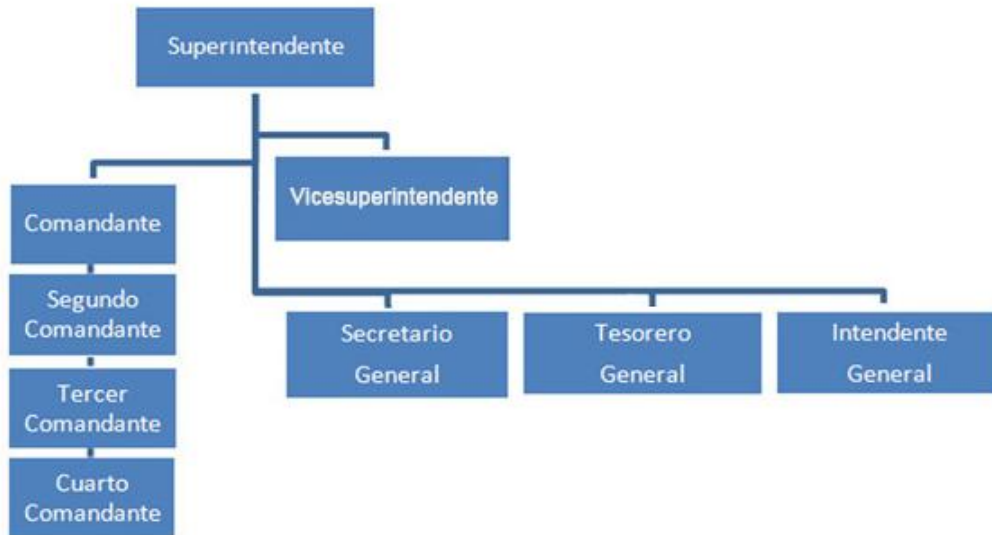 Superintendente
Vicesuperintendente
Comandante
Segundo
Comandante
Tercer
Comandante
Cuarto
Comandante
Secretario
General
Tesorero
General
Intendente
General